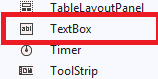 TableLayoutPanel
abl TextBox
Timer
ToolStrip